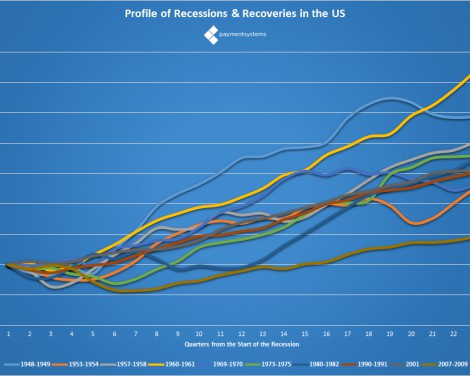 Profile of Recessions & Recoveries in the US
paymentsystems
1 2 3 4 5 6 7 8 9 10 11 12 13 14 15 16 17 18 19 20 21 22
Quarters from the Start of the Recession
1948-1949 1953-1954 1957-1958 1960-1961 1969-1970 1973-1975 1980-1982 1990-1991 2001 2007-2009